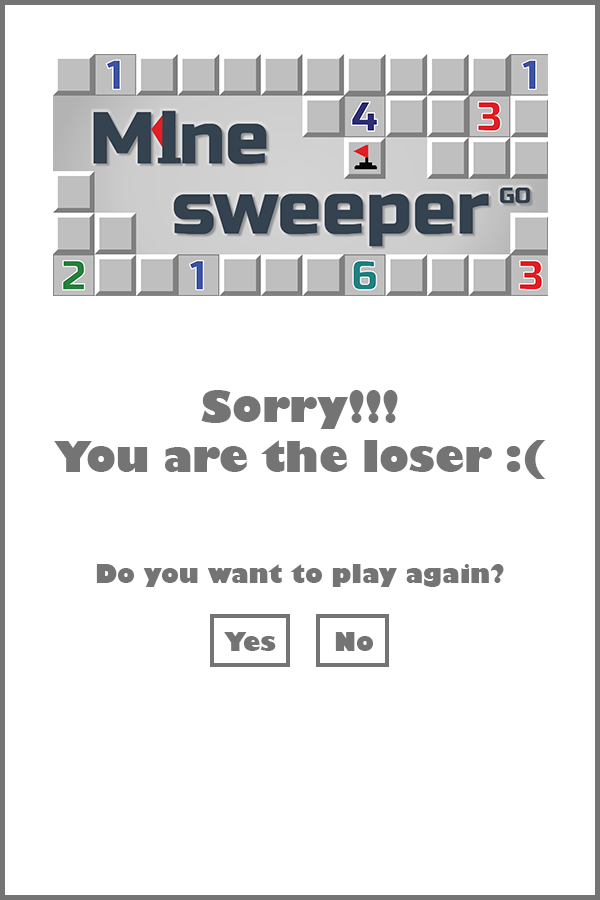 1 1
4 3
Mine
sweeper GO
2 1 6 3
Sorry!!!
You are the loser :(
Do you want to play again?
Yes No